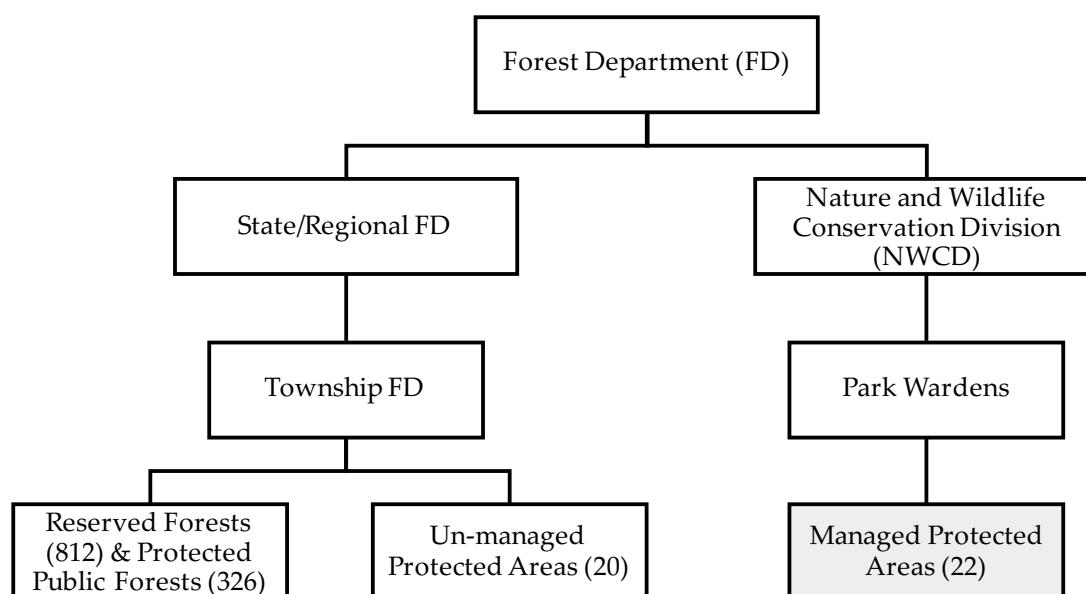 Forest Department (FD)
State/Regional FD
Nature and Wildlife
Conservation Division
(NWCD)
Township FD
Park Wardens
Reserved Forests
(812) & Protected
Public Forests (326)
Un-managed
Protected Areas (20)
Managed Protected
Areas (22)